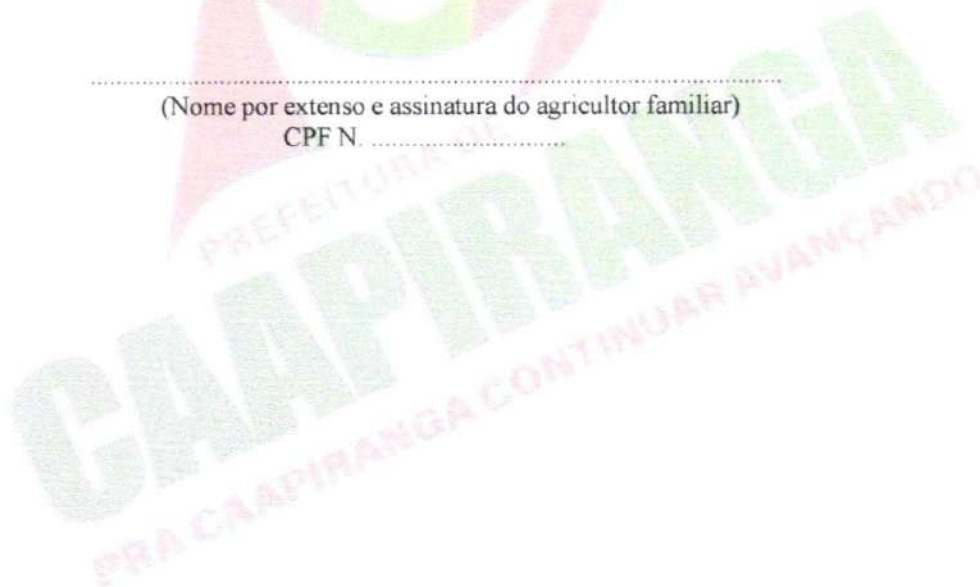 ................................................................................
(Nome por extenso e assinatura do agricultor familiar)
CPF N. .............................
PREFEITURA DE
CAAPIRANGA
PRA CAAPIRANGA CONTINUAR AVANÇANDO